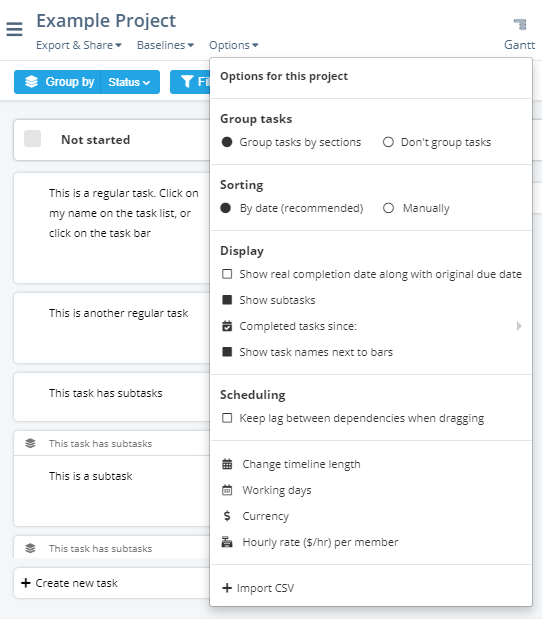 Example Project
Export & Share
Baselines
Options
Gantt
Group by
Status
Fil
Not started
This is a regular task. Click on
my name on the task list, or
click on the task bar
This is another regular task
This task has subtasks
This task has subtasks
This is a subtask
This task has subtasks
+ Create new task
Options for this project
Group tasks
Group tasks by sections
Don't group tasks
Sorting
By date (recommended)
Manually
Display
Show real completion date along with original due date
Show subtasks
Completed tasks since:
Show task names next to bars
Scheduling
Keep lag between dependencies when dragging
Change timeline length
Working days
$ Currency
Hourly rate ($/hr) per member
+ Import CSV